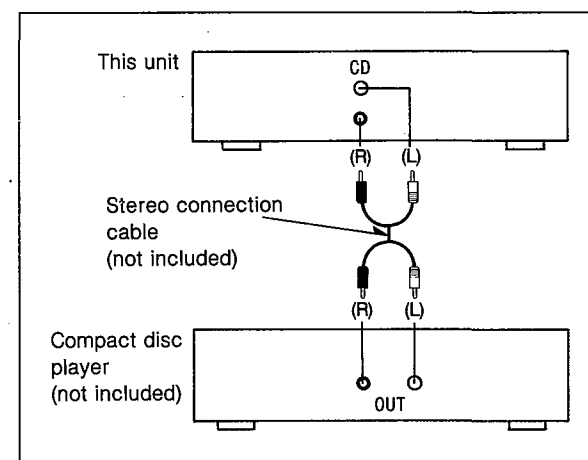 This unit
CD
(R) (L)
Stereo connection
cable
(not included)
(R) (L)
Compact disc
player
(not included)
OUT